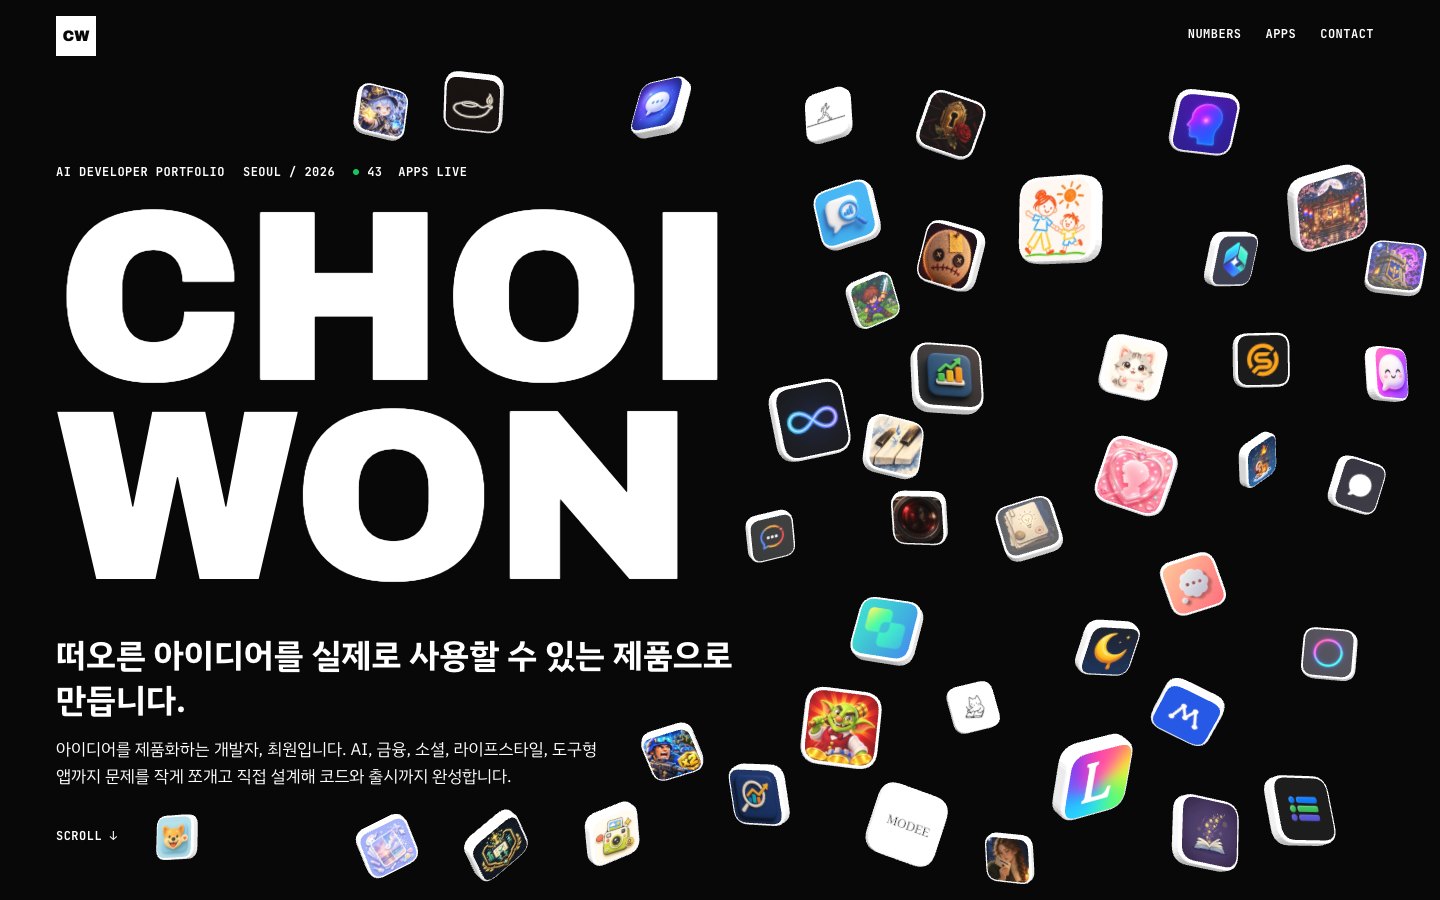 CW
NUMBERS APPS CONTACT
AI DEVELOPER PORTFOLIO SEOUL / 2026 43 APPS LIVE
CHOI
WON
떠오른 아이디어를 실제로 사용할 수 있는 제품으로
만듭니다.
아이디어를 제품화하는 개발자, 최원입니다. AI, 금융, 소셜, 라이프스타일, 도구형
앱까지 문제를 작게 쪼개고 직접 설계해 코드와 출시까지 완성합니다.
SCROLL ↓
MODEE
L